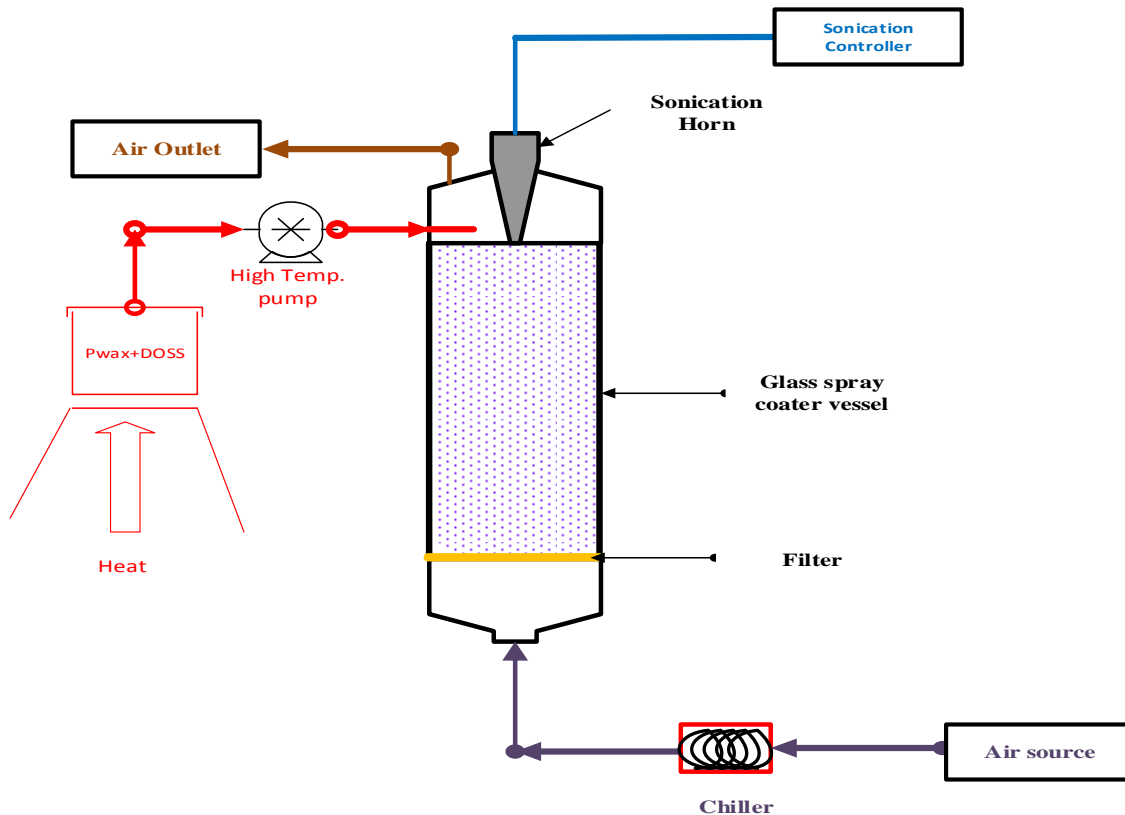 Sonication
Controller
Sonication
Horn
Air Outlet
High Temp.
pump
Pwax+DOSS
Glass spray
coater vessel
Heat
Filter
Air source
Chiller